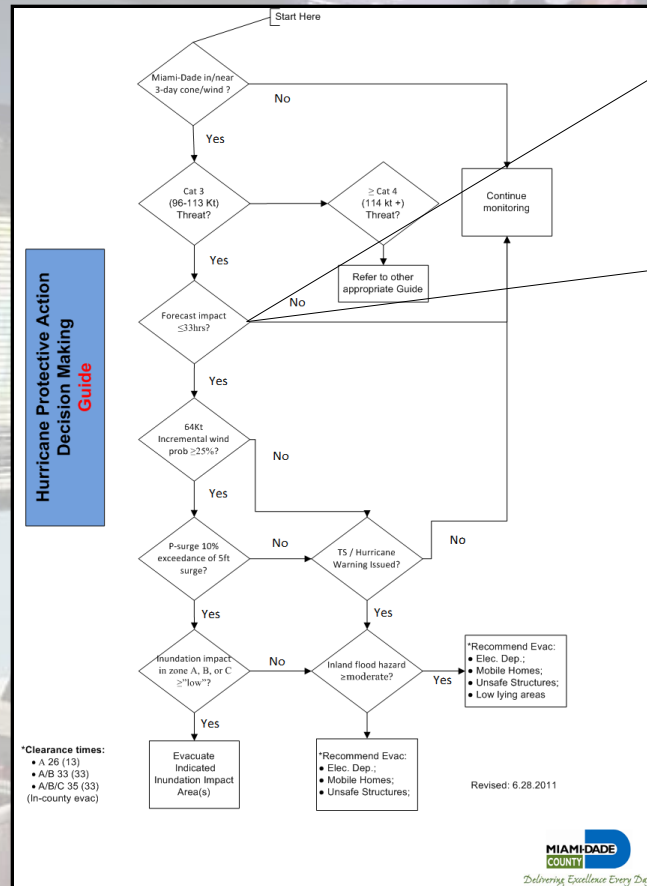 Start Here
Miami-Dade in/near
3-day cone/wind ?
No
Yes
Cat 3
(96-113 Kt)
Threat?
≥ Cat 4
(114 kt +)
Threat?
Continue
monitoring
Yes
Refer to other
appropriate Guide
No
Forecast impact
≤33hrs?
Yes
Hurricane Protective Action
Decision Making
Guide
64Kt
Incremental wind
prob ≥25%?
No
Yes
P-surge 10%
exceedance of 5ft
surge?
No
TS / Hurricane
Warning Issued?
No
Yes
Yes
Inundation impact
in zone A, B, or C
≥"low"?
No
Inland flood hazard
≥moderate?
Yes
*Recommend Evac:
● Elec. Dep.;
● Mobile Homes;
● Unsafe Structures;
● Low lying areas
Yes
*Clearance times:
• A 26 (13)
• A/B 33 (33)
• A/B/C 35 (33)
(In-county evac)
Evacuate
Indicated
Inundation Impact
Area(s)
*Recommend Evac:
● Elec. Dep.;
● Mobile Homes;
● Unsafe Structures;
Revised: 6.28.2011
MIAMI-DADE
COUNTY
Delivering Excellence Every Da